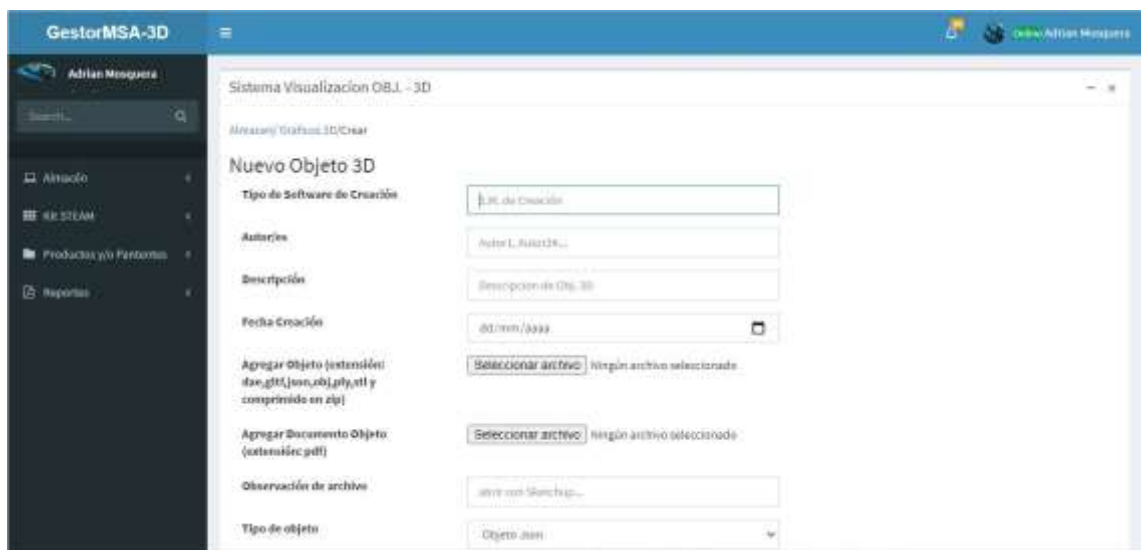 GestorMSA-3D
Online Adrian Mosquera
Adrian Mosquera
Search...
Sistema Visualizacion OBJ. - 3D
Almacen/ Graficos 3D/Crear
Nuevo Objeto 3D
Almacén
Kit STEAM
Productos y/o Pantentes
Reportes
Tipo de Software de Creación
S.W. de Creación
Autor/es
Autor1, Autor2...
Descripción
Descripcion de Obj. 3D
Fecha Creación
dd/mm/aaaa
Agregar Objeto (extensión:
dae,gltf,json,obj,ply,stl y
comprimido en zip)
Seleccionar archivo Ningún archivo seleccionado
Agregar Documento Objeto
(extensión: pdf)
Seleccionar archivo Ningún archivo seleccionado
Observación de archivo
abrir con Sketchup...
Tipo de objeto
Objeto Json